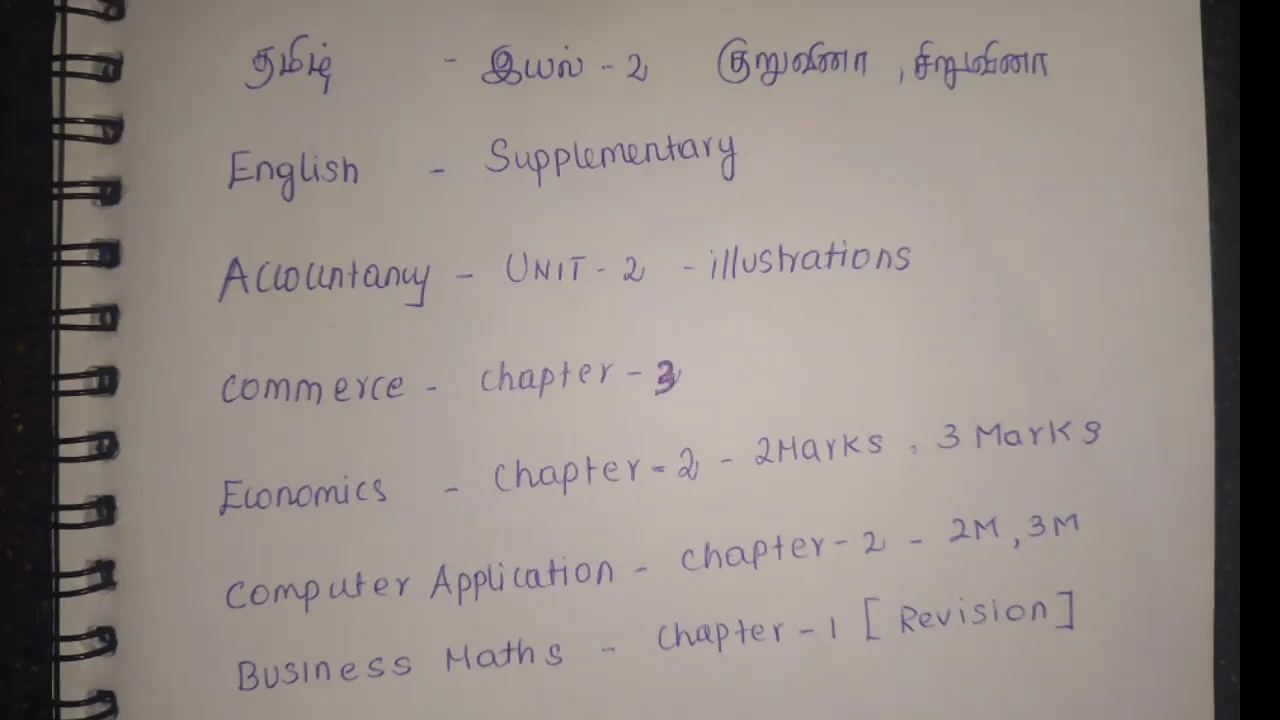 தமிழ் - இயல் - 2 குறுவினா , சிறுவினா
English - Supplementary
Accountancy - UNIT - 2 - illustrations
commerce - chapter - 3
Economics - chapter - 2 - 2Marks , 3 Marks
Computer Application - chapter - 2 - 2M , 3M
Business Maths - chapter - 1 [ Revision ]